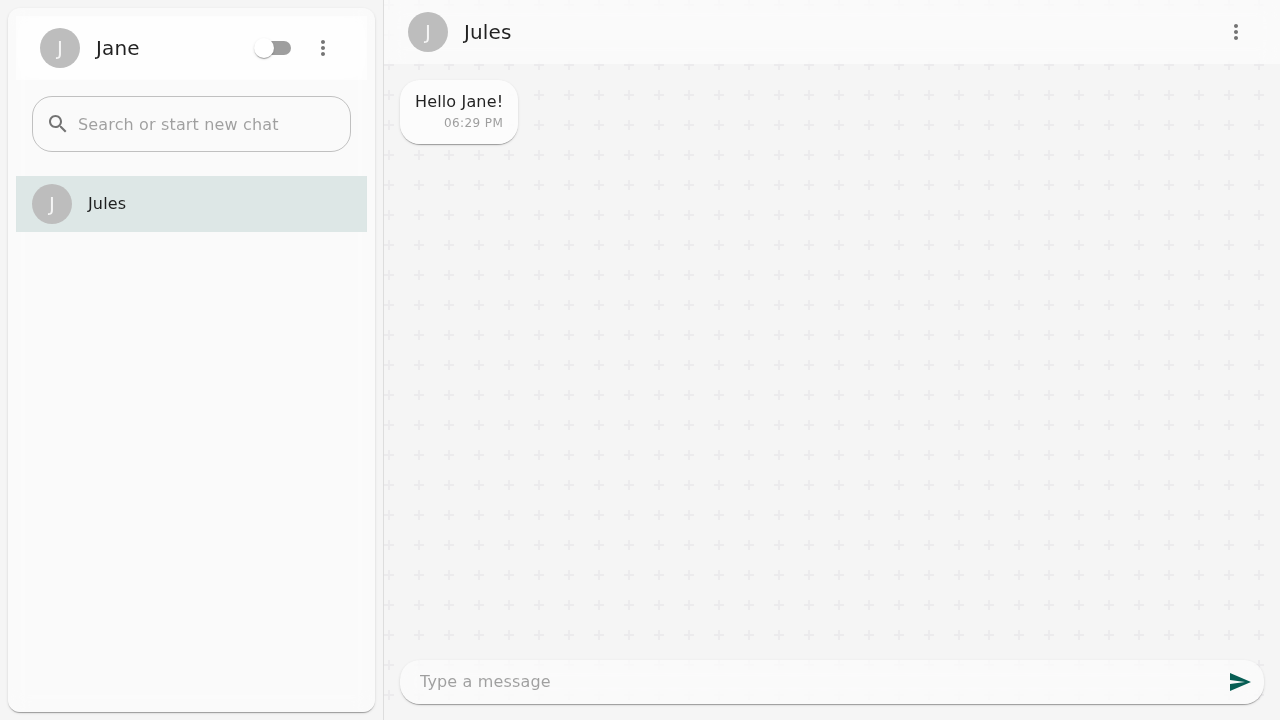 J
Jane
Search or start new chat
J
Jules
J
Jules
Hello Jane!
06:29 PM
Type a message